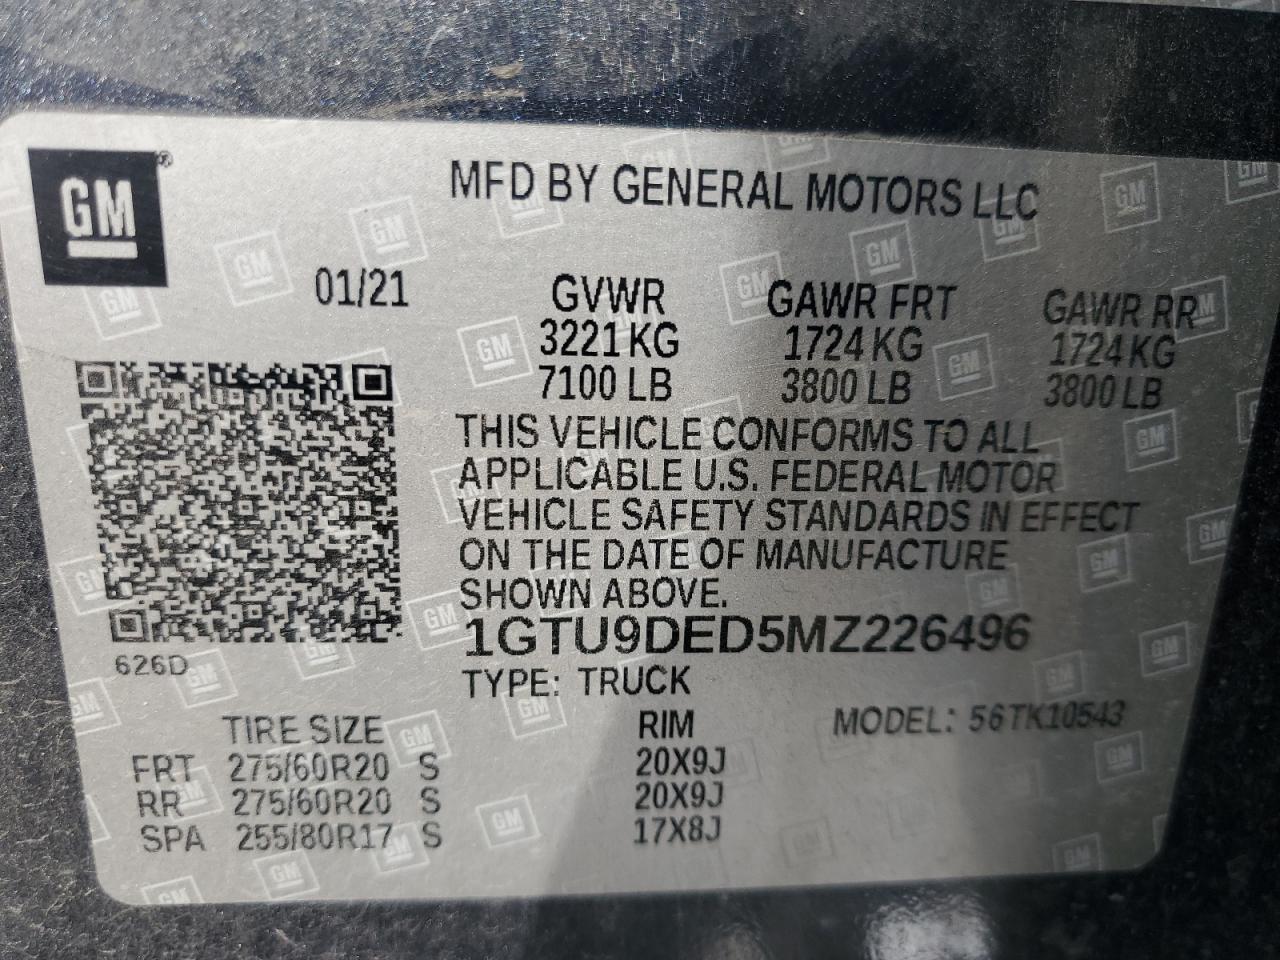 GM
MFD BY GENERAL MOTORS LLC
01/21
GVWR GAWR FRT GAWR RR
3221 KG 1724 KG 1724 KG
7100 LB 3800 LB 3800 LB
THIS VEHICLE CONFORMS TO ALL
APPLICABLE U.S. FEDERAL MOTOR
VEHICLE SAFETY STANDARDS IN EFFECT
ON THE DATE OF MANUFACTURE
SHOWN ABOVE.
1GTU9DED5MZ226496
626D
TYPE: TRUCK
TIRE SIZE RIM MODEL: 56TK10543
FRT 275/60R20 S 20X9J
RR 275/60R20 S 20X9J
SPA 255/80R17 S 17X8J